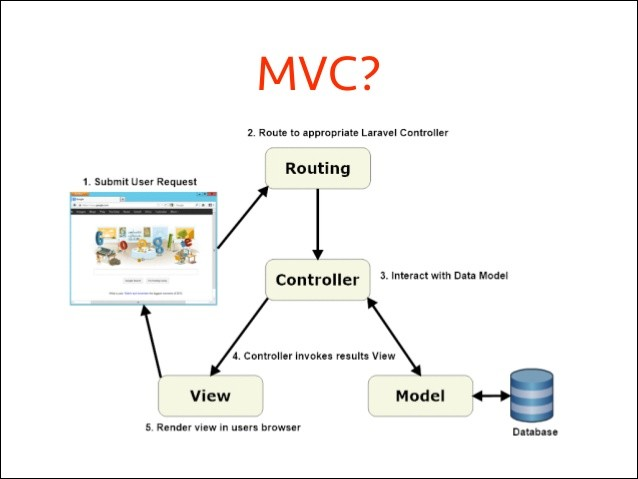 MVC?
2. Route to appropriate Laravel Controller
Routing
1. Submit User Request
Controller
3. Interact with Data Model
4. Controller invokes results View
View
Model
5. Render view in users browser
Database